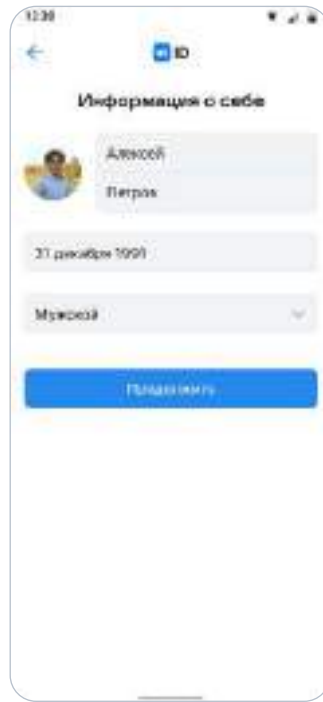 12:30
ID
Информация о себе
Алексей
Петров
31 декабря
Мужской
Продолжить